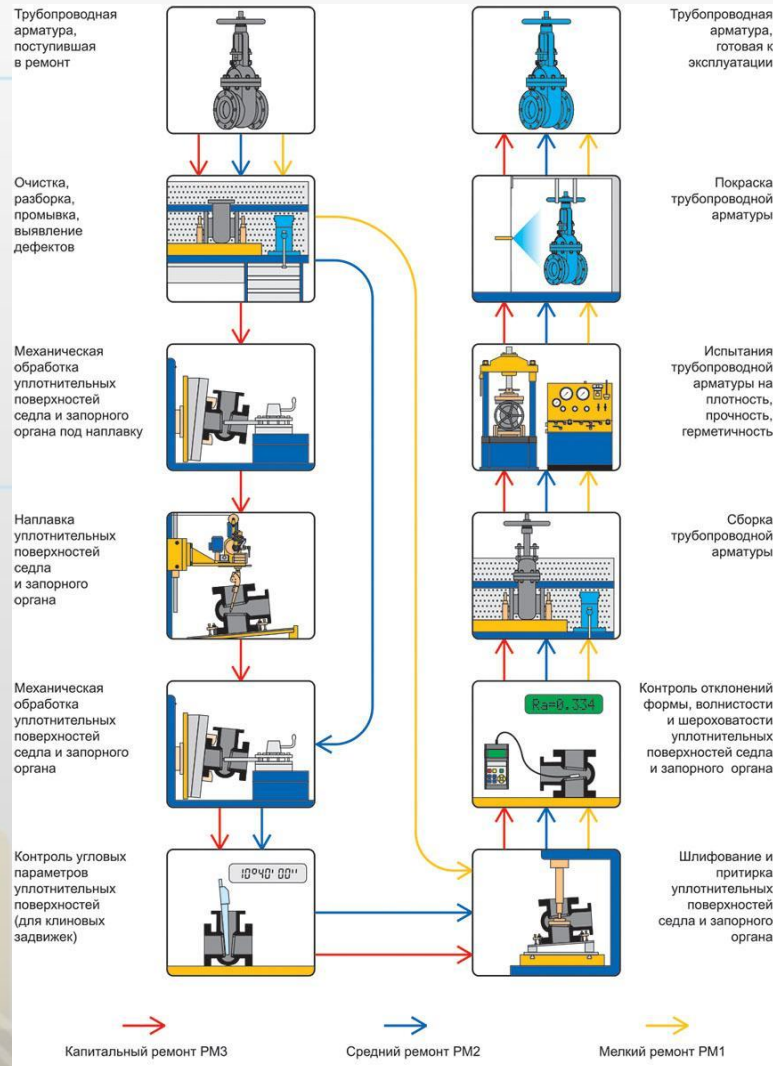 Трубопроводная
арматура,
поступившая
в ремонт
Очистка,
разборка,
промывка,
выявление
дефектов
Механическая
обработка
уплотнительных
поверхностей
седла и запорного
органа под наплавку
Наплавка
уплотнительных
поверхностей
седла
и запорного
органа
Механическая
обработка
уплотнительных
поверхностей
седла и запорного
органа
Контроль угловых
параметров
уплотнительных
поверхностей
(для клиновых
задвижек)
10°40'00''
Трубопроводная
арматура,
готовая к
эксплуатации
Покраска
трубопроводной
арматуры
Испытания
трубопроводной
арматуры на
плотность,
прочность,
герметичность
Сборка
трубопроводной
арматуры
Ra=0.334
Контроль отклонений
формы, волнистости
и шероховатости
уплотнительных
поверхностей седла
и запорного органа
Шлифование и
притирка
уплотнительных
поверхностей
седла и запорного
органа
Капитальный ремонт РМ3
Средний ремонт РМ2
Мелкий ремонт РМ1